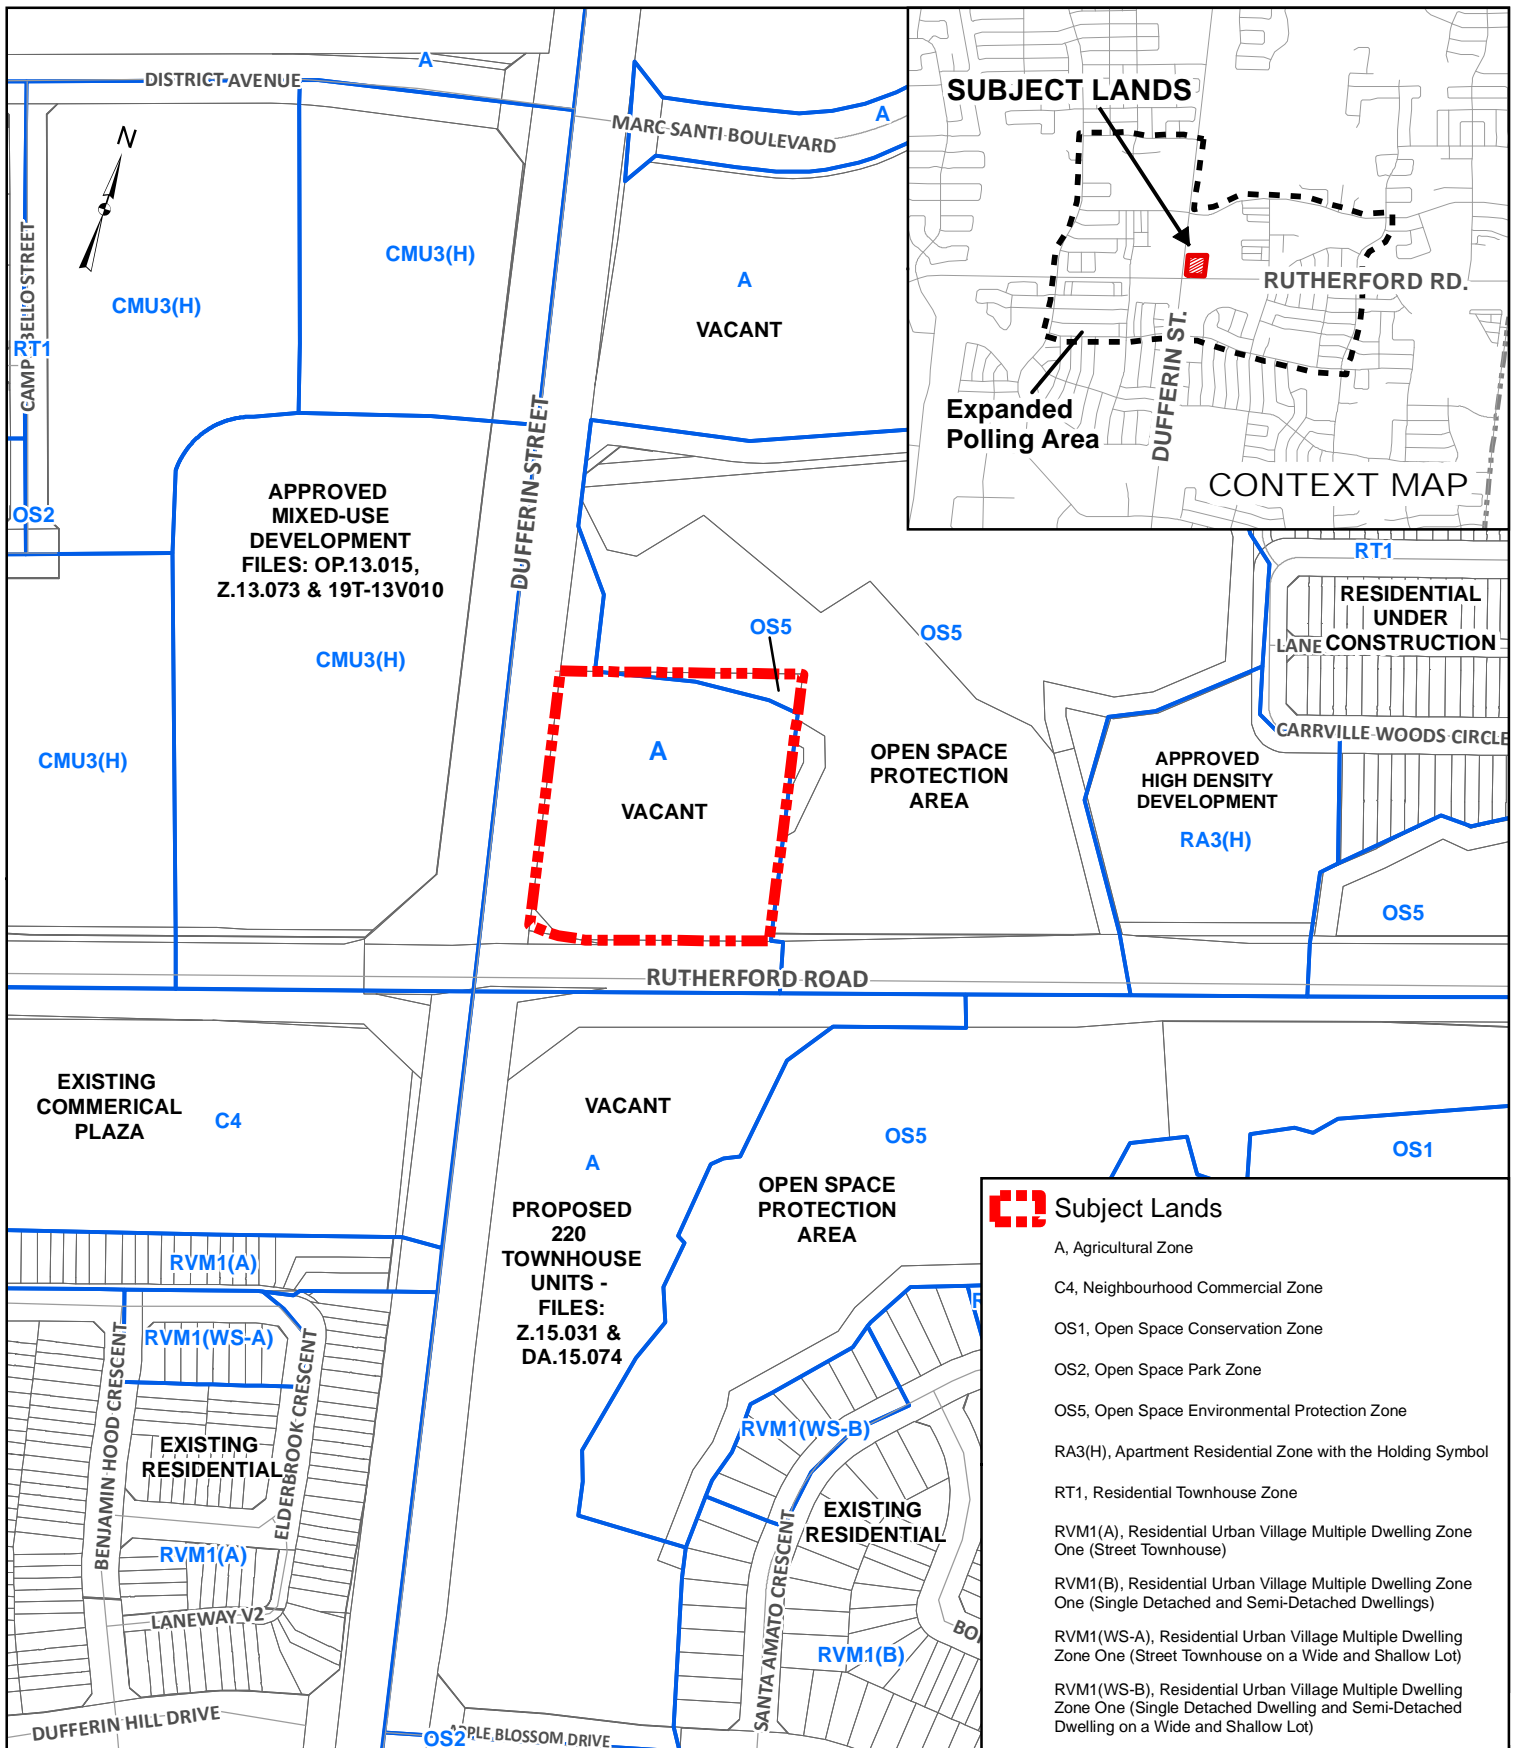 A
DISTRICT AVENUE
N
MARC SANTI BOULEVARD
A
CAMPOBELLO STREET
CMU3(H)
CMU3(H)
A
VACANT
RT1
OS2
DUFFERIN STREET
APPROVED
MIXED-USE
DEVELOPMENT
FILES: OP.13.015,
Z.13.073 & 19T-13V010
CMU3(H)
CMU3(H)
SUBJECT LANDS
RUTHERFORD RD.
DUFFERIN ST.
Expanded
Polling Area
CONTEXT MAP
RT1
RESIDENTIAL
UNDER
CONSTRUCTION
LANE
OS5
OS5
A
VACANT
OPEN SPACE
PROTECTION
AREA
CARRVILLE WOODS CIRCLE
APPROVED
HIGH DENSITY
DEVELOPMENT
RA3(H)
OS5
RUTHERFORD ROAD
EXISTING
COMMERICAL
PLAZA
C4
VACANT
A
PROPOSED
220
TOWNHOUSE
UNITS -
FILES:
Z.15.031 &
DA.15.074
OS5
OPEN SPACE
PROTECTION
AREA
OS1
RVM1(A)
RVM1(WS-A)
BENJAMIN HOOD CRESCENT
ELDERBROOK CRESCENT
EXISTING
RESIDENTIAL
RVM1(A)
LANEWAY V2
DUFFERIN HILL DRIVE
OS2
APPLE BLOSSOM DRIVE
RVM1(WS-B)
EXISTING
RESIDENTIAL
SANTA AMATO CRESCENT
RVM1(B)
Subject Lands
A, Agricultural Zone
C4, Neighbourhood Commercial Zone
OS1, Open Space Conservation Zone
OS2, Open Space Park Zone
OS5, Open Space Environmental Protection Zone
RA3(H), Apartment Residential Zone with the Holding Symbol
RT1, Residential Townhouse Zone
RVM1(A), Residential Urban Village Multiple Dwelling Zone
One (Street Townhouse)
RVM1(B), Residential Urban Village Multiple Dwelling Zone
One (Single Detached and Semi-Detached Dwellings)
RVM1(WS-A), Residential Urban Village Multiple Dwelling
Zone One (Street Townhouse on a Wide and Shallow Lot)
RVM1(WS-B), Residential Urban Village Multiple Dwelling
Zone One (Single Detached Dwelling and Semi-Detached
Dwelling on a Wide and Shallow Lot)